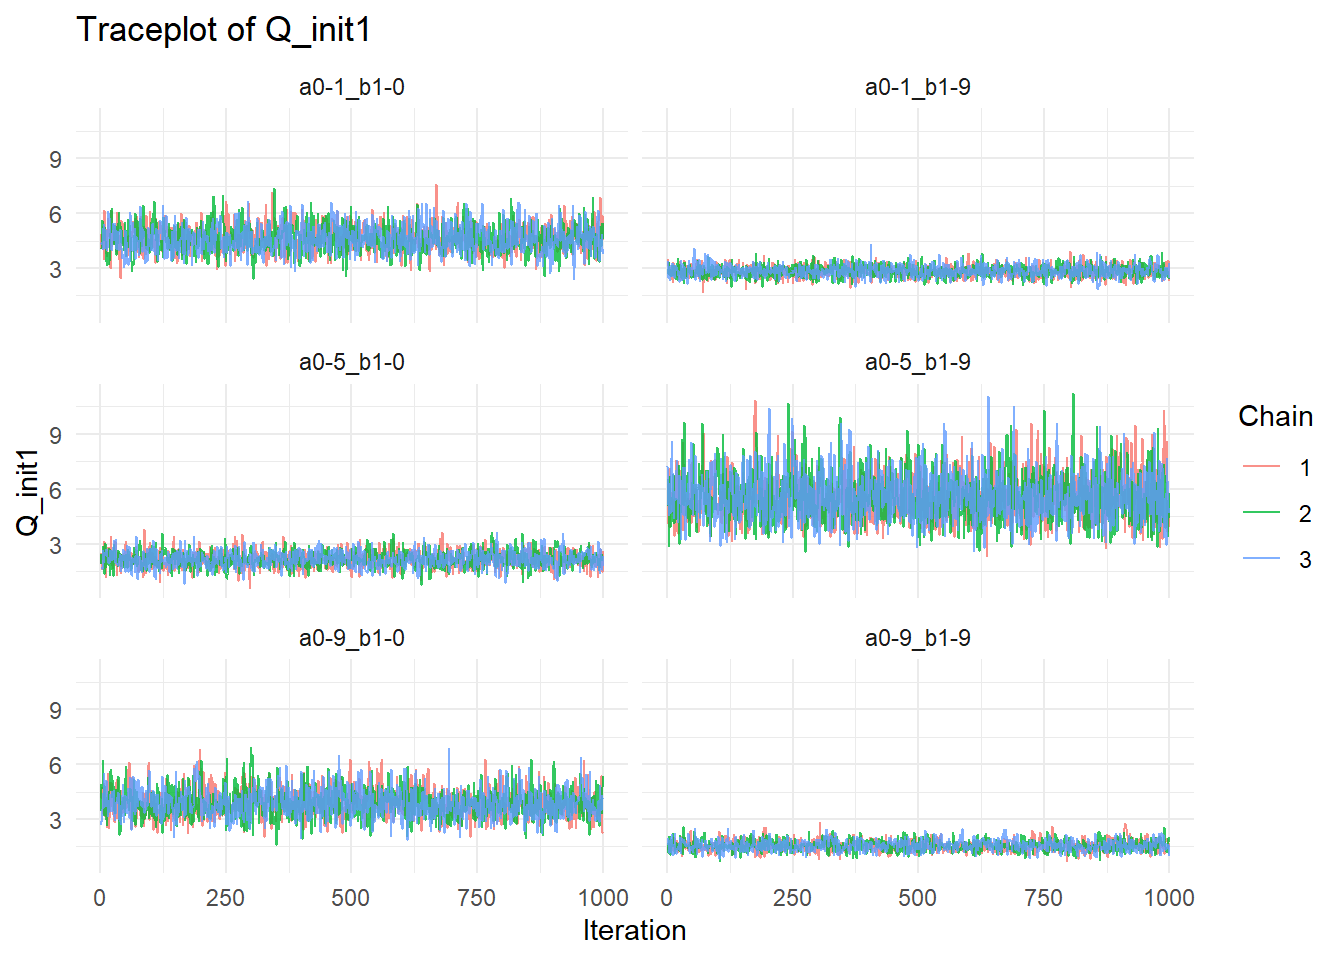 Traceplot of Q_init1
a0-1_b1-0
a0-1_b1-9
9
6
3
a0-5_b1-0
a0-5_b1-9
9
6
3
Q_init1
a0-9_b1-0
a0-9_b1-9
9
6
3
0 250 500 750 1000
0 250 500 750 1000
Iteration
Chain
1
2
3